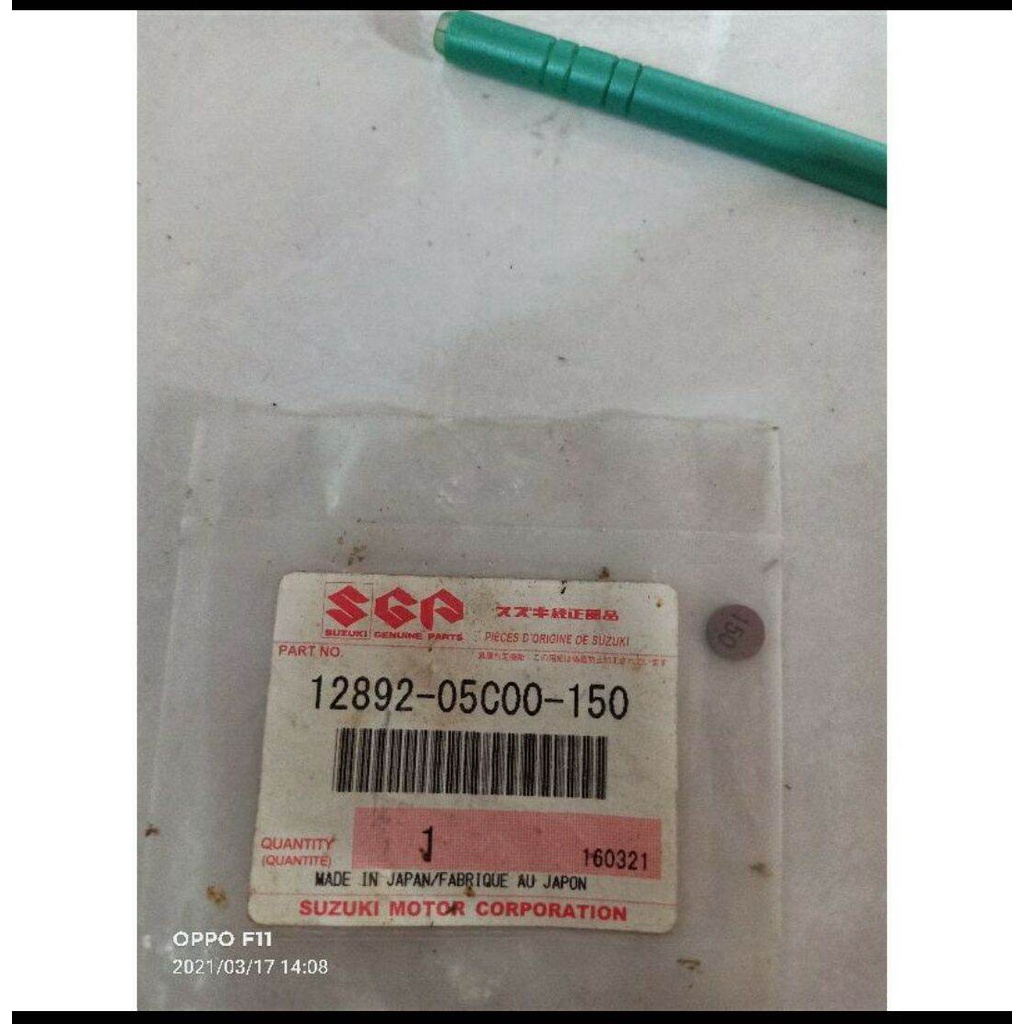 SGP
SUZUKI GENUINE PARTS
スズキ純正部品
PIÈCES D'ORIGINE DE SUZUKI
PART NO.
12892-05C00-150
150
QUANTITY 1
(QUANTITÉ) 160321
MADE IN JAPAN/FABRIQUE AU JAPON
SUZUKI MOTOR CORPORATION
OPPO F11
2021/03/17 14:08